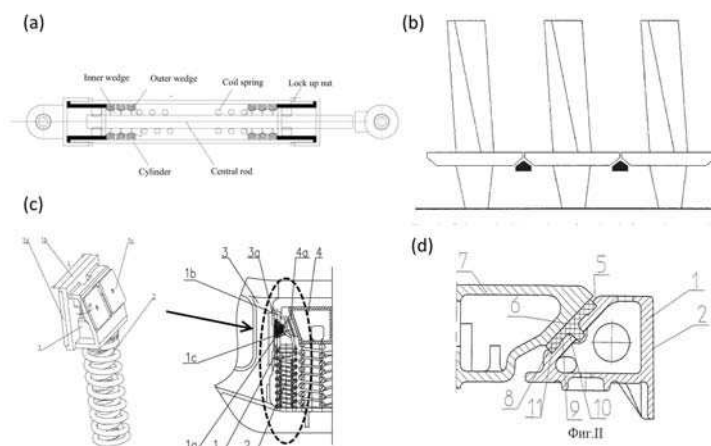 (a)
Inner wedge Outer wedge Coil spring Lock up nut
Cylinder Central rod
(b)
(c)
3 3a 4a 4
1b
1c
1 2
(d)
7 5
6 1
2
8 11 9 10
Фиг.II